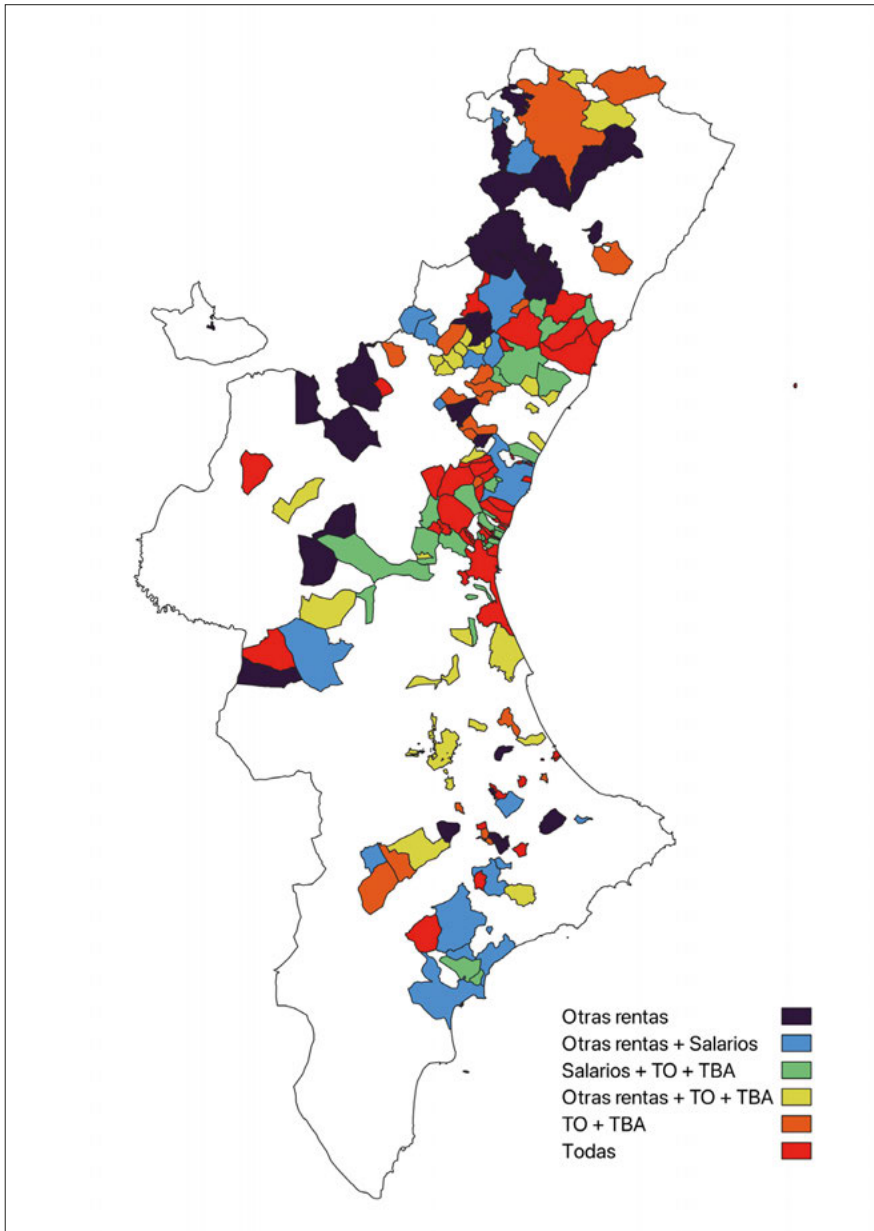 Otras rentas
Otras rentas + Salarios
Salarios + TO + TBA
Otras rentas + TO + TBA
TO + TBA
Todas